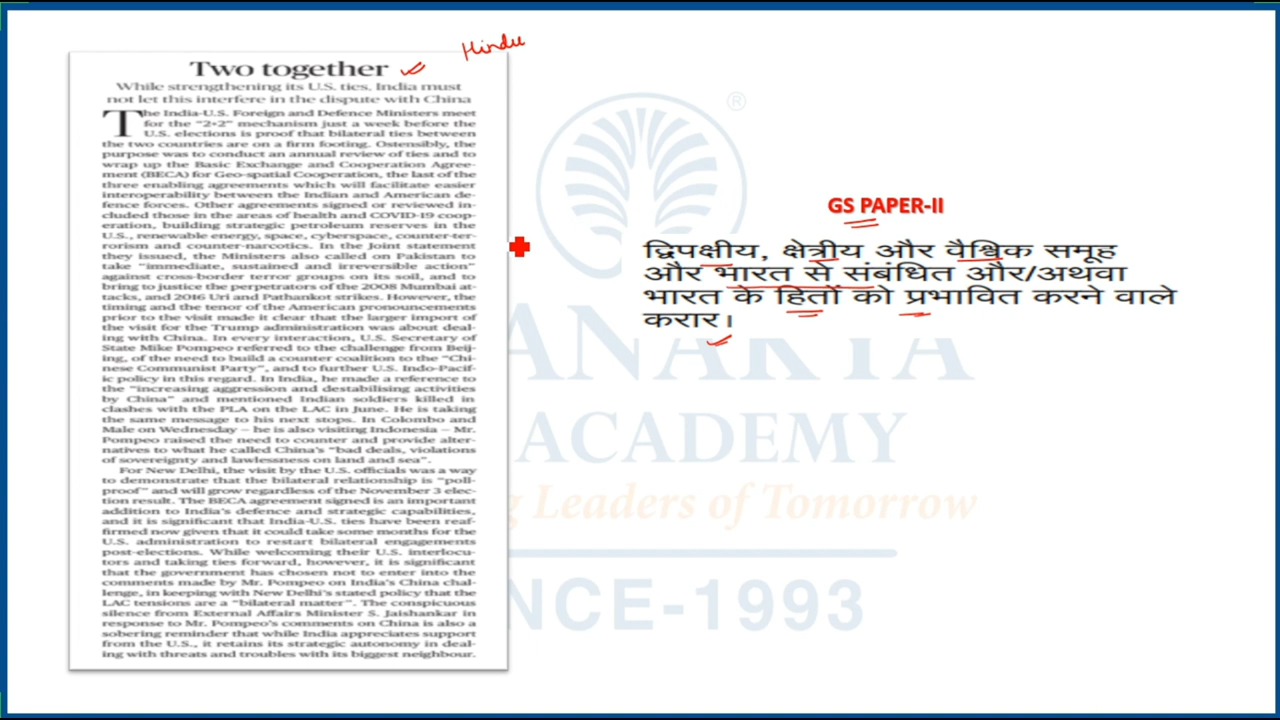 Hindu
Two together
While strengthening its U.S. ties, India must
not let this interfere in the dispute with China
The India-U.S. Foreign and Defence Ministers meet
for the "2+2" mechanism just a week before the
U.S. elections is proof that bilateral ties between
the two countries are on a firm footing. Ostensibly, the
purpose was to conduct an annual review of ties and to
wrap up the Basic Exchange and Cooperation Agree-
ment (BECA) for Geo-spatial Cooperation, the last of the
three enabling agreements which will facilitate easier
interoperability between the Indian and American de-
fence forces. Other agreements signed or reviewed in-
cluded those in the areas of health and COVID-19 coop-
eration, building strategic petroleum reserves in the
U.S., renewable energy, space, cyberspace, counter-ter-
rorism and counter-narcotics. In the Joint statement
they issued, the Ministers also called on Pakistan to
take "immediate, sustained and irreversible action"
against cross-border terror groups on its soil, and to
bring to justice the perpetrators of the 2008 Mumbai at-
tacks, and 2016 Uri and Pathankot strikes. However, the
timing and the tenor of the American pronouncements
prior to the visit made it clear that the larger import of
the visit for the Trump administration was about deal-
ing with China. In every interaction, U.S. Secretary of
State Mike Pompeo referred to the challenge from Beij-
ing, of the need to build a counter coalition to the "Chi-
nese Communist Party", and to further U.S. Indo-Pacif-
ic policy in this regard. In India, he made a reference to
the "increasing aggression and destabilising activities
by China" and mentioned Indian soldiers killed in
clashes with the PLA on the LAC in June. He is taking
the same message to his next stops. In Colombo and
Male on Wednesday – he is also visiting Indonesia – Mr.
Pompeo raised the need to counter and provide alter-
natives to what he called China's "bad deals, violations
of sovereignty and lawlessness on land and sea".
For New Delhi, the visit by the U.S. officials was a way
to demonstrate that the bilateral relationship is "poll-
proof" and will grow regardless of the November 3 elec-
tion result. The BECA agreement signed is an important
addition to India's defence and strategic capabilities,
and it is significant that India-U.S. ties have been reaf-
firmed now given that it could take some months for the
U.S. administration to restart bilateral engagements
post-elections. While welcoming their U.S. interlocu-
tors and taking ties forward, however, it is significant
that the government has chosen not to enter into the
comments made by Mr. Pompeo on India's China chal-
lenge, in keeping with New Delhi's stated policy that the
LAC tensions are a "bilateral matter". The conspicuous
silence from External Affairs Minister S. Jaishankar in
response to Mr. Pompeo's comments on China is also a
sobering reminder that while India appreciates support
from the U.S., it retains its strategic autonomy in deal-
ing with threats and troubles with its biggest neighbour.
GS PAPER-II
द्विपक्षीय, क्षेत्रीय और वैश्विक समूह
और भारत से संबंधित और/अथवा
भारत के हितों को प्रभावित करने वाले
करार।
ACADEMY
Leaders of Tomorrow
NCE-1993
®